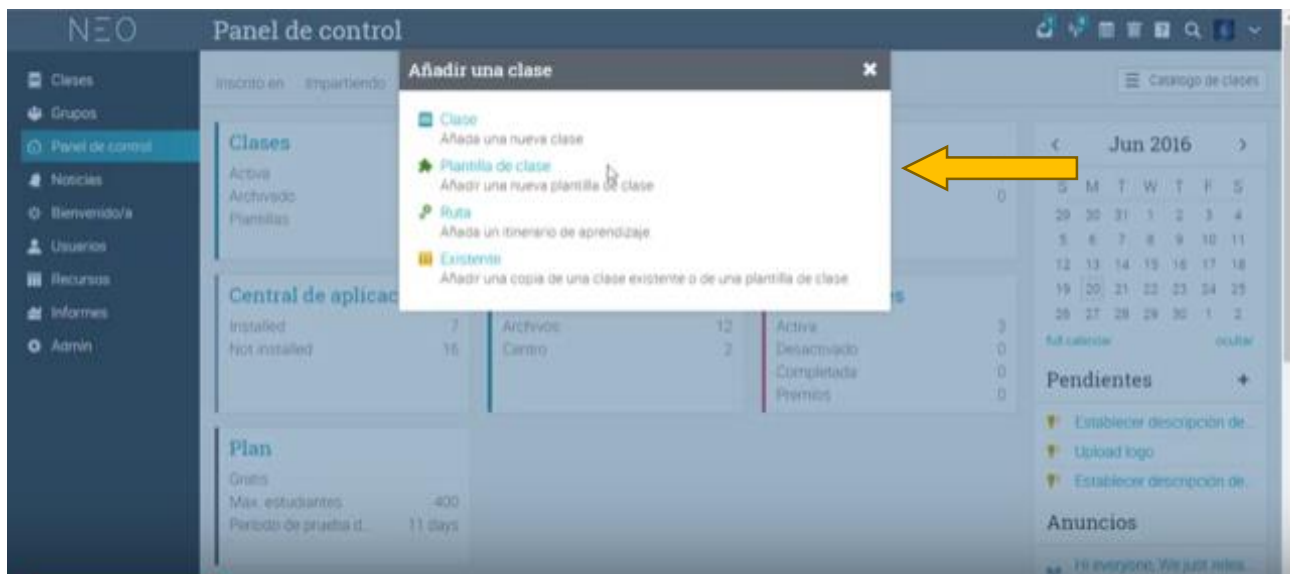 NEO
Panel de control
Clases
Grupos
Panel de control
Noticias
Bienvenido/a
Usuarios
Recursos
Informes
Admin
Inscrito en Impartiendo
Catálogo de clases
Añadir una clase
Clase
Añada una nueva clase
Plantilla de clase
Añadir una nueva plantilla de clase
Ruta
Añada un itinerario de aprendizaje
Existente
Añadir una copia de una clase existente o de una plantilla de clase
Clases
Activa
Archivado
Plantillas
0
Central de aplicac
Installed 7
Not installed 16
Archivos 12
Centro 2
Activa 3
Desactivado 0
Completada 0
Premios 0
Plan
Gratis
Max. estudiantes 400
Periodo de prueba d... 11 days
Jun 2016
S M T W T F S
29 30 31 1 2 3 4
5 6 7 8 9 10 11
12 13 14 15 16 17 18
19 20 21 22 23 24 25
26 27 28 29 30 1 2
full calendar ocultar
Pendientes
Establecer descripción de...
Upload logo
Establecer descripción de...
Anuncios
Hi everyone, We just